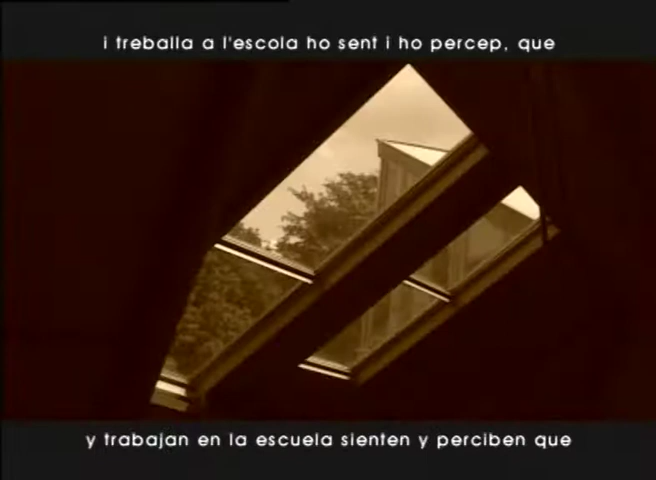 i treballa a l'escola ho sent i ho percep, que
y trabajan en la escuela sienten y perciben que